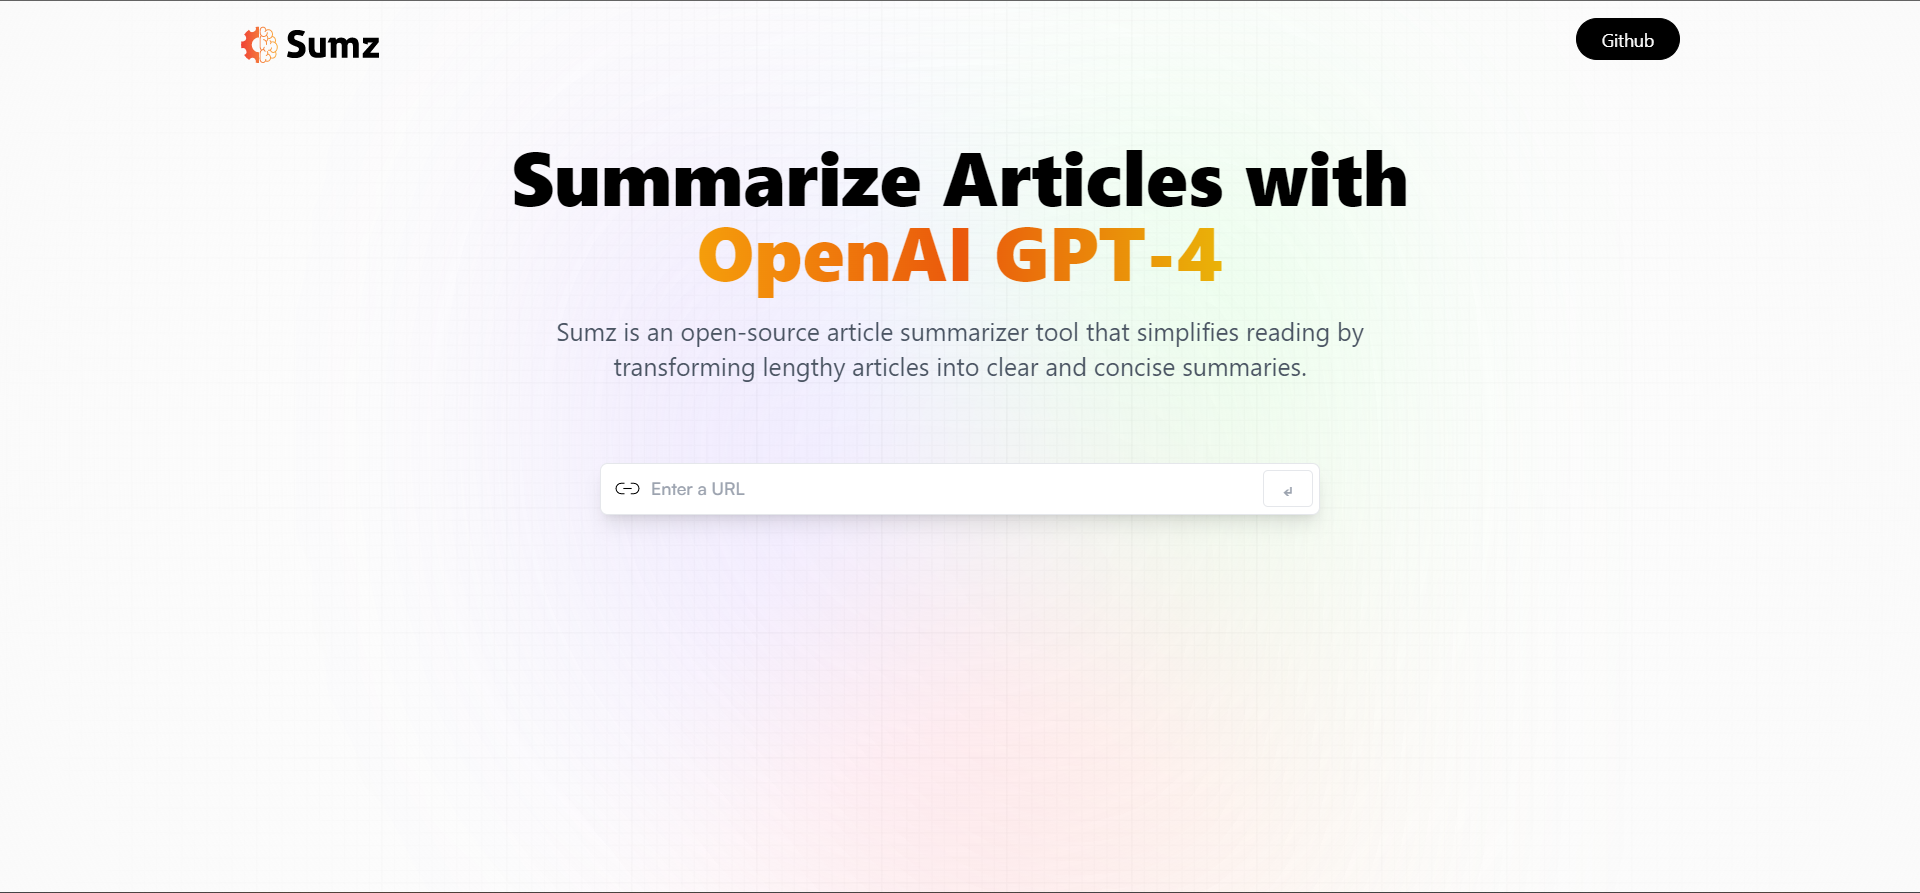 Sumz
Github
Summarize Articles with
OpenAI GPT-4
Sumz is an open-source article summarizer tool that simplifies reading by
transforming lengthy articles into clear and concise summaries.
Enter a URL
↵